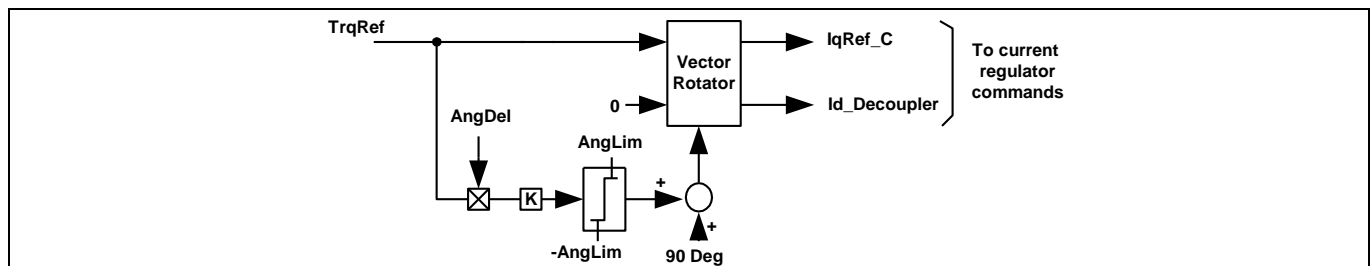 TrqRef
IqRef_C
Vector
Rotator
To current
regulator
commands
0
Id_Decoupler
AngDel
AngLim
K
+
+
-AngLim
90 Deg